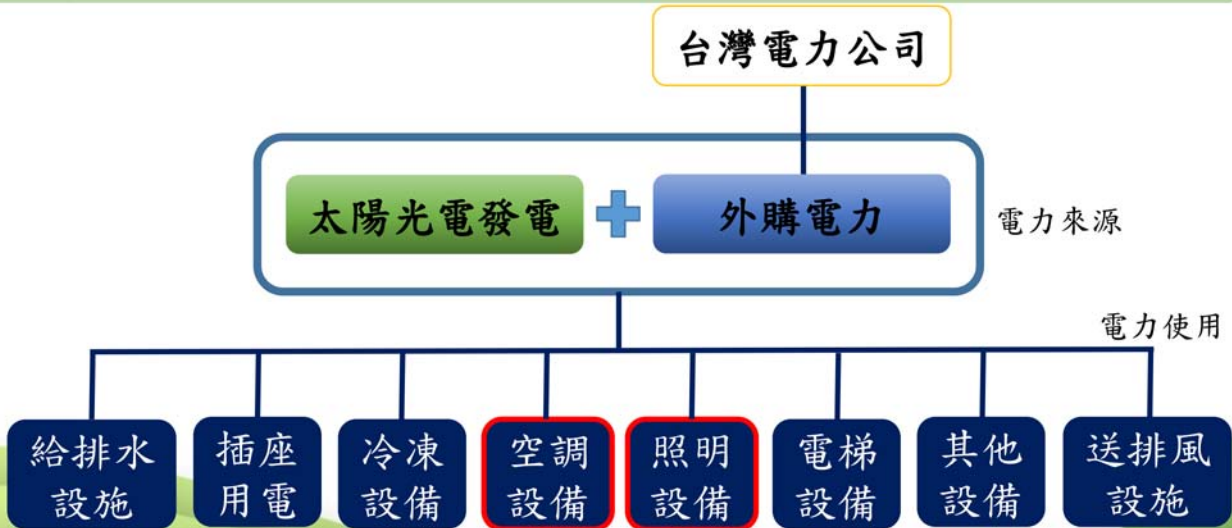 台灣電力公司
太陽光電發電
外購電力
電力來源
電力使用
給排水
設施
插座
用電
冷凍
設備
空調
設備
照明
設備
電梯
設備
其他
設備
送排風
設施